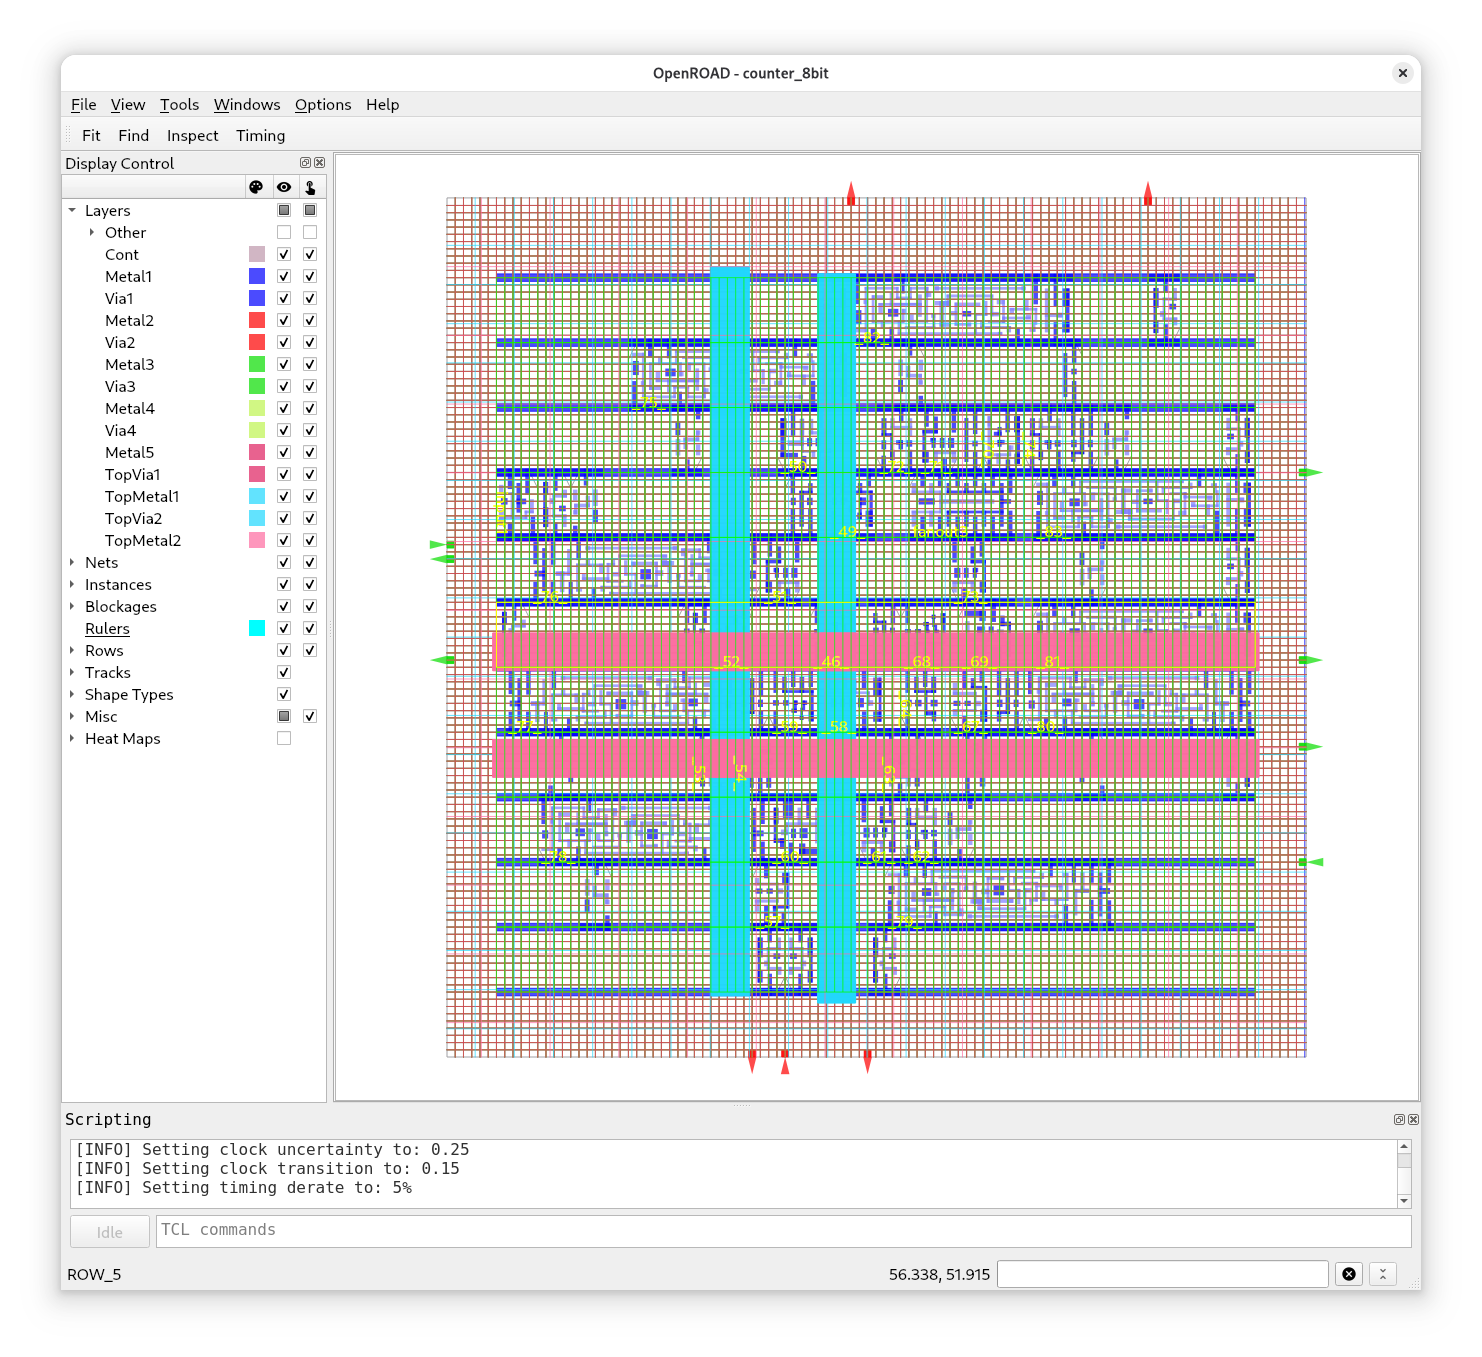 OpenROAD - counter_8bit
File View Tools Windows Options Help
Fit Find Inspect Timing
Display Control
Layers
Other
Cont
Metal1
Via1
Metal2
Via2
Metal3
Via3
Metal4
Via4
Metal5
TopVia1
TopMetal1
TopVia2
TopMetal2
Nets
Instances
Blockages
Rulers
Rows
Tracks
Shape Types
Misc
Heat Maps
_49_
_52_ _46_ _68_ _69_ _81_
_58_
_54_
Scripting
[INFO] Setting clock uncertainty to: 0.25
[INFO] Setting clock transition to: 0.15
[INFO] Setting timing derate to: 5%
Idle TCL commands
ROW_5 56.338, 51.915